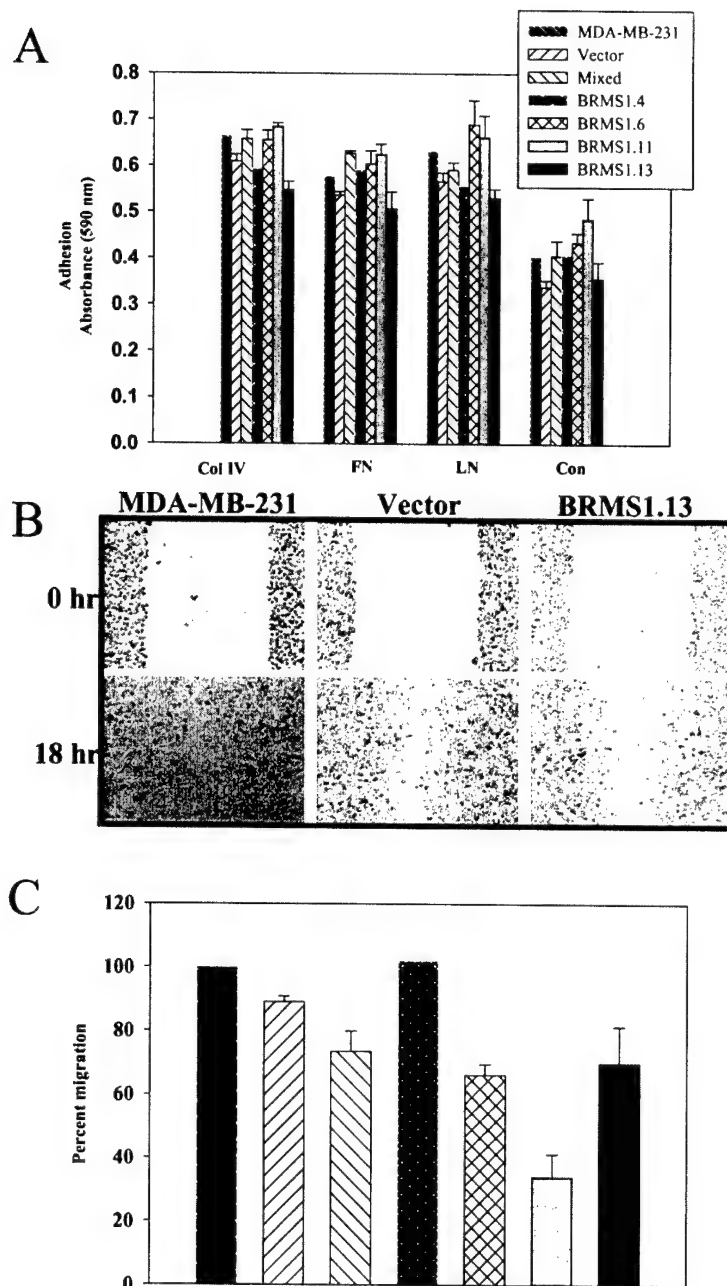 A
MDA-MB-231
Vector
Mixed
BRMS1.4
BRMS1.6
BRMS1.11
BRMS1.13
Adhesion
Absorbance (590 nm)
0.8
0.7
0.6
0.5
0.4
0.3
0.2
0.1
0.0
Col IV FN LN Con
B
MDA-MB-231 Vector BRMS1.13
0 hr
18 hr
C
Percent migration
120
100
80
60
40
20
0